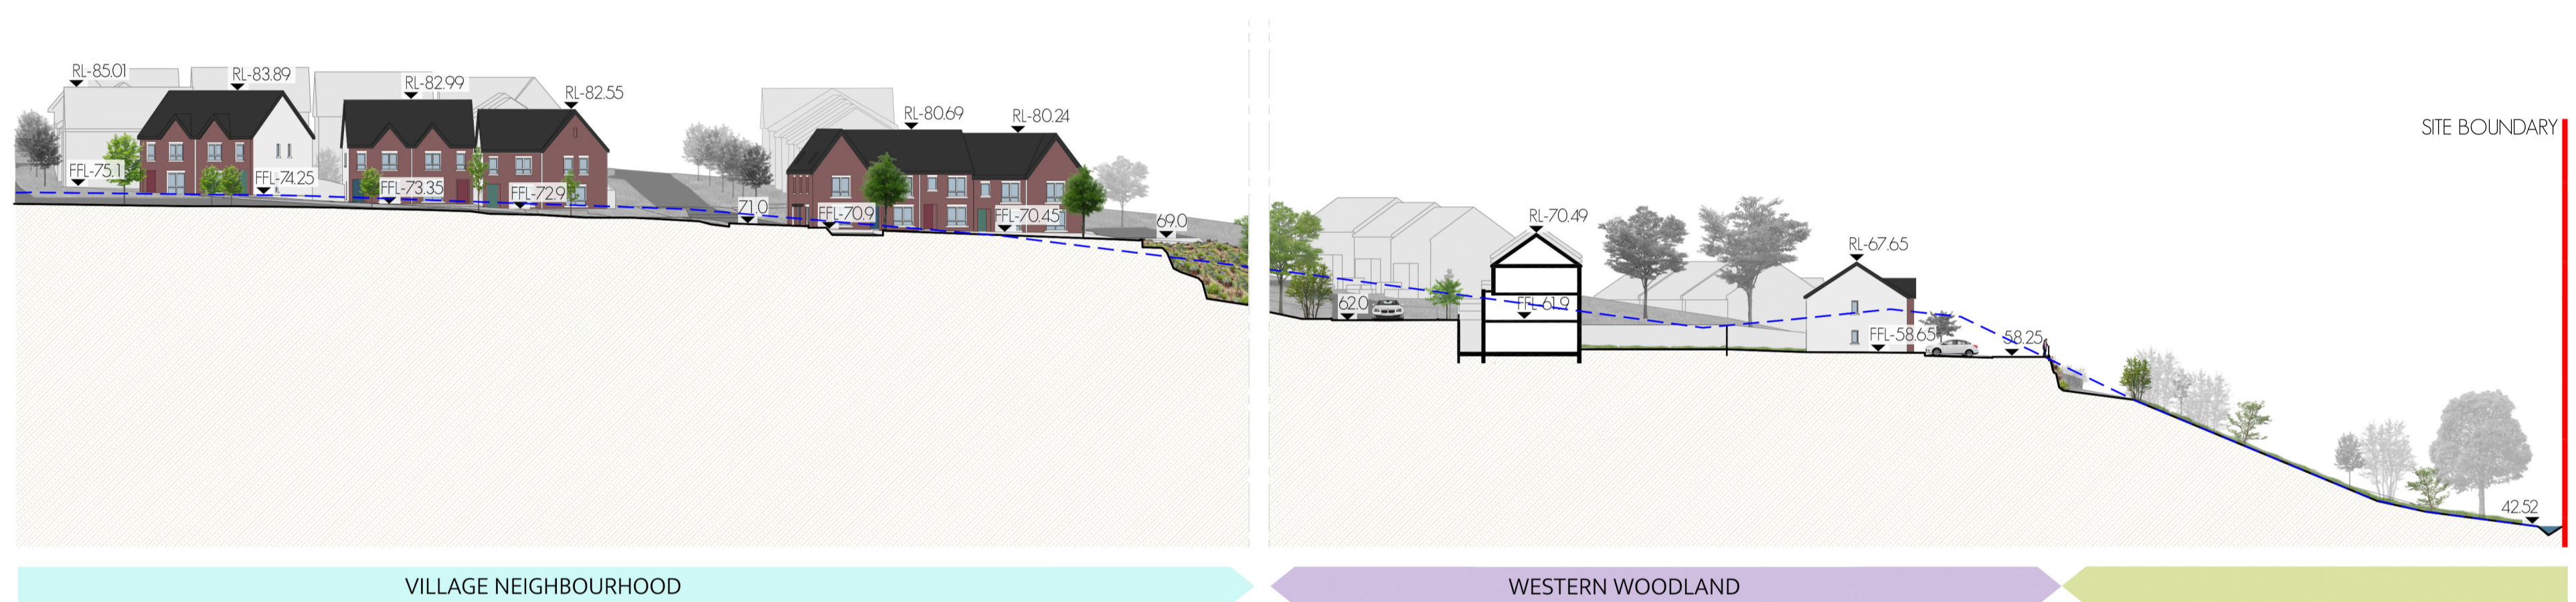 RL-85.01
RL-83.89
RL-82.99
RL-82.55
RL-80.69
RL-80.24
SITE BOUNDARY
FFL-75.1
FFL-74.25
FFL-73.35
FFL-72.9
71.0
FFL-70.9
FFL-70.45
69.0
RL-70.49
RL-67.65
62.0
FFL-61.9
FFL-58.65
58.25
42.52
VILLAGE NEIGHBOURHOOD
WESTERN WOODLAND